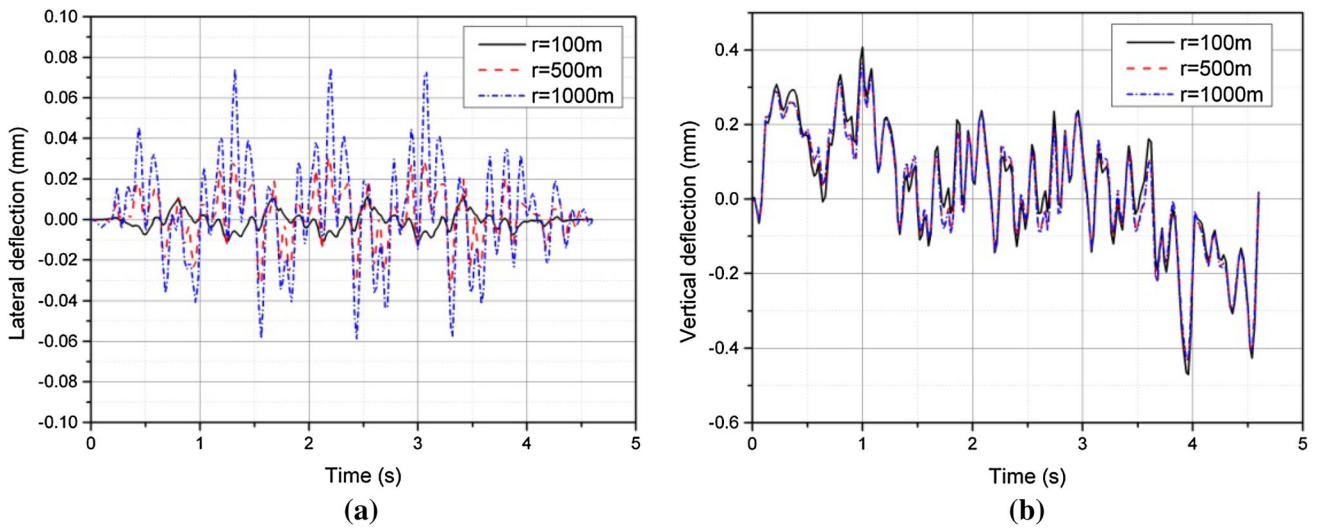 Lateral deflection (mm)
0.10
0.08
0.06
0.04
0.02
0.00
-0.02
-0.04
-0.06
-0.08
-0.10
r=100m
r=500m
r=1000m
0 1 2 3 4 5
Time (s)
(a)
Vertical deflection (mm)
0.4
0.2
0.0
-0.2
-0.4
-0.6
r=100m
r=500m
r=1000m
0 1 2 3 4 5
Time (s)
(b)